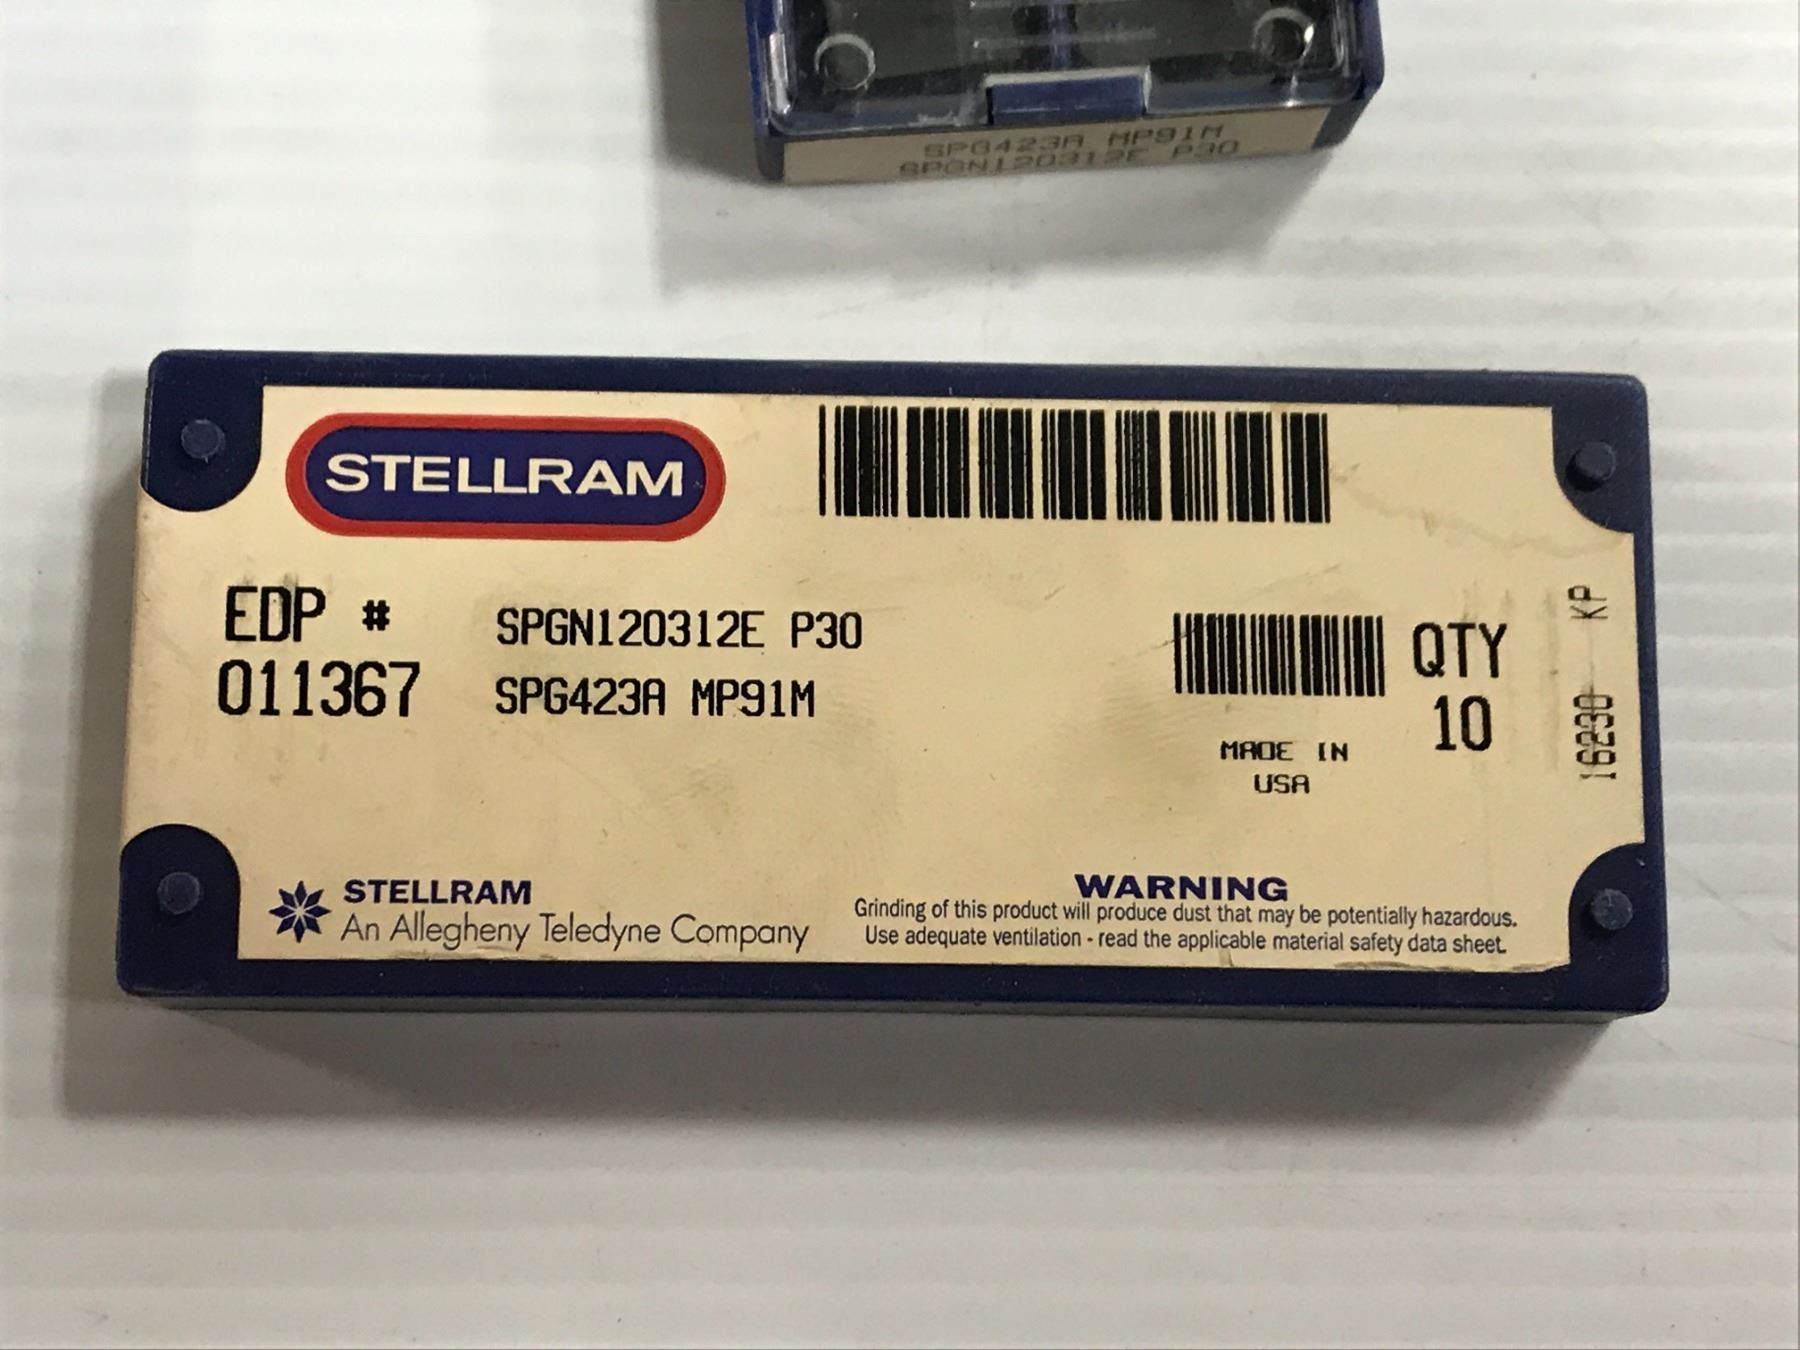 SPG423A MP91M
SPGN120312E P30
STELLRAM
EDP #
011367
SPGN120312E P30
SPG423A MP91M
QTY
10
MADE IN
USA
16230 KP
STELLRAM
An Allegheny Teledyne Company
WARNING
Grinding of this product will produce dust that may be potentially hazardous.
Use adequate ventilation - read the applicable material safety data sheet.